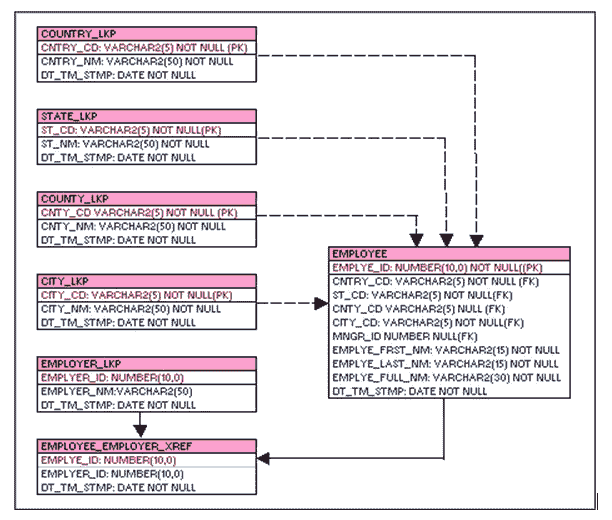 COUNTRY_LKP
CNTRY_CD: VARCHAR2(5) NOT NULL (PK)
CNTRY_NM: VARCHAR2(50) NOT NULL
DT_TM_STMP: DATE NOT NULL
STATE_LKP
ST_CD: VARCHAR2(5) NOT NULL(PK)
ST_NM: VARCHAR2(50) NOT NULL
DT_TM_STMP: DATE NOT NULL
COUNTY_LKP
CNTY_CD VARCHAR2(5) NOT NULL (PK)
CNTY_NM: VARCHAR2(50) NOT NULL
DT_TM_STMP: DATE NOT NULL
CITY_LKP
CITY_CD: VARCHAR2(5) NOT NULL(PK)
CITY_NM: VARCHAR2(50) NOT NULL
DT_TM_STMP: DATE NOT NULL
EMPLOYER_LKP
EMPLYER_ID: NUMBER(10,0)
EMPLYER_NM:VARCHAR2(50)
DT_TM_STMP: DATE NOT NULL
EMPLOYEE_EMPLOYER_XREF
EMPLYE_ID: NUMBER(10,0)
EMPLYER_ID: NUMBER(10,0)
DT_TM_STMP: DATE NOT NULL
EMPLOYEE
EMPLYE_ID: NUMBER(10,0) NOT NULL((PK)
CNTRY_CD: VARCHAR2(5) NOT NULL (FK)
ST_CD: VARCHAR2(5) NOT NULL(FK)
CNTY_CD VARCHAR2(5) NOT NULL (FK)
CITY_CD: VARCHAR2(5) NOT NULL(FK)
MNGR_ID NUMBER NULL(FK)
EMPLYE_FRST_NM: VARCHAR2(15) NOT NULL
EMPLYE_LAST_NM: VARCHAR2(15) NOT NULL
EMPLYE_FULL_NM: VARCHAR2(30) NOT NULL
DT_TM_STMP: DATE NOT NULL